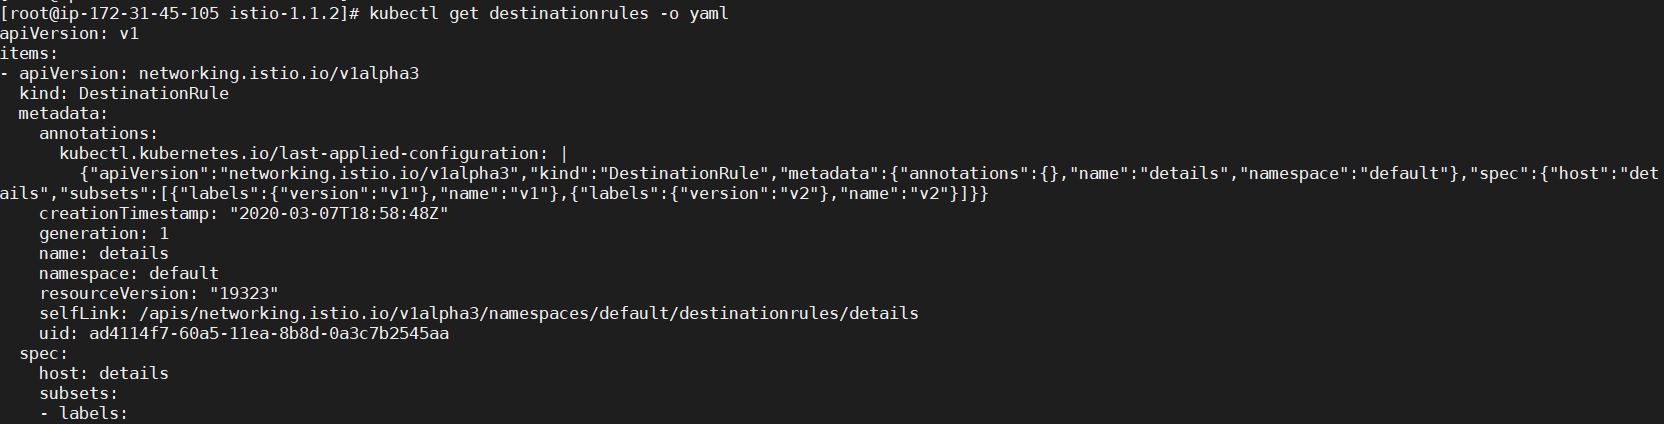 [root@ip-172-31-45-105 istio-1.1.2]# kubectl get destinationrules -o yaml
apiVersion: v1
items:
- apiVersion: networking.istio.io/v1alpha3
  kind: DestinationRule
  metadata:
    annotations:
      kubectl.kubernetes.io/last-applied-configuration: |
        {"apiVersion":"networking.istio.io/v1alpha3","kind":"DestinationRule","metadata":{"annotations":{},"name":"details","namespace":"default"},"spec":{"host":"det
ails","subsets":[{"labels":{"version":"v1"},"name":"v1"},{"labels":{"version":"v2"},"name":"v2"}]}}
    creationTimestamp: "2020-03-07T18:58:48Z"
    generation: 1
    name: details
    namespace: default
    resourceVersion: "19323"
    selfLink: /apis/networking.istio.io/v1alpha3/namespaces/default/destinationrules/details
    uid: ad4114f7-60a5-11ea-8b8d-0a3c7b2545aa
  spec:
    host: details
    subsets:
    - labels: